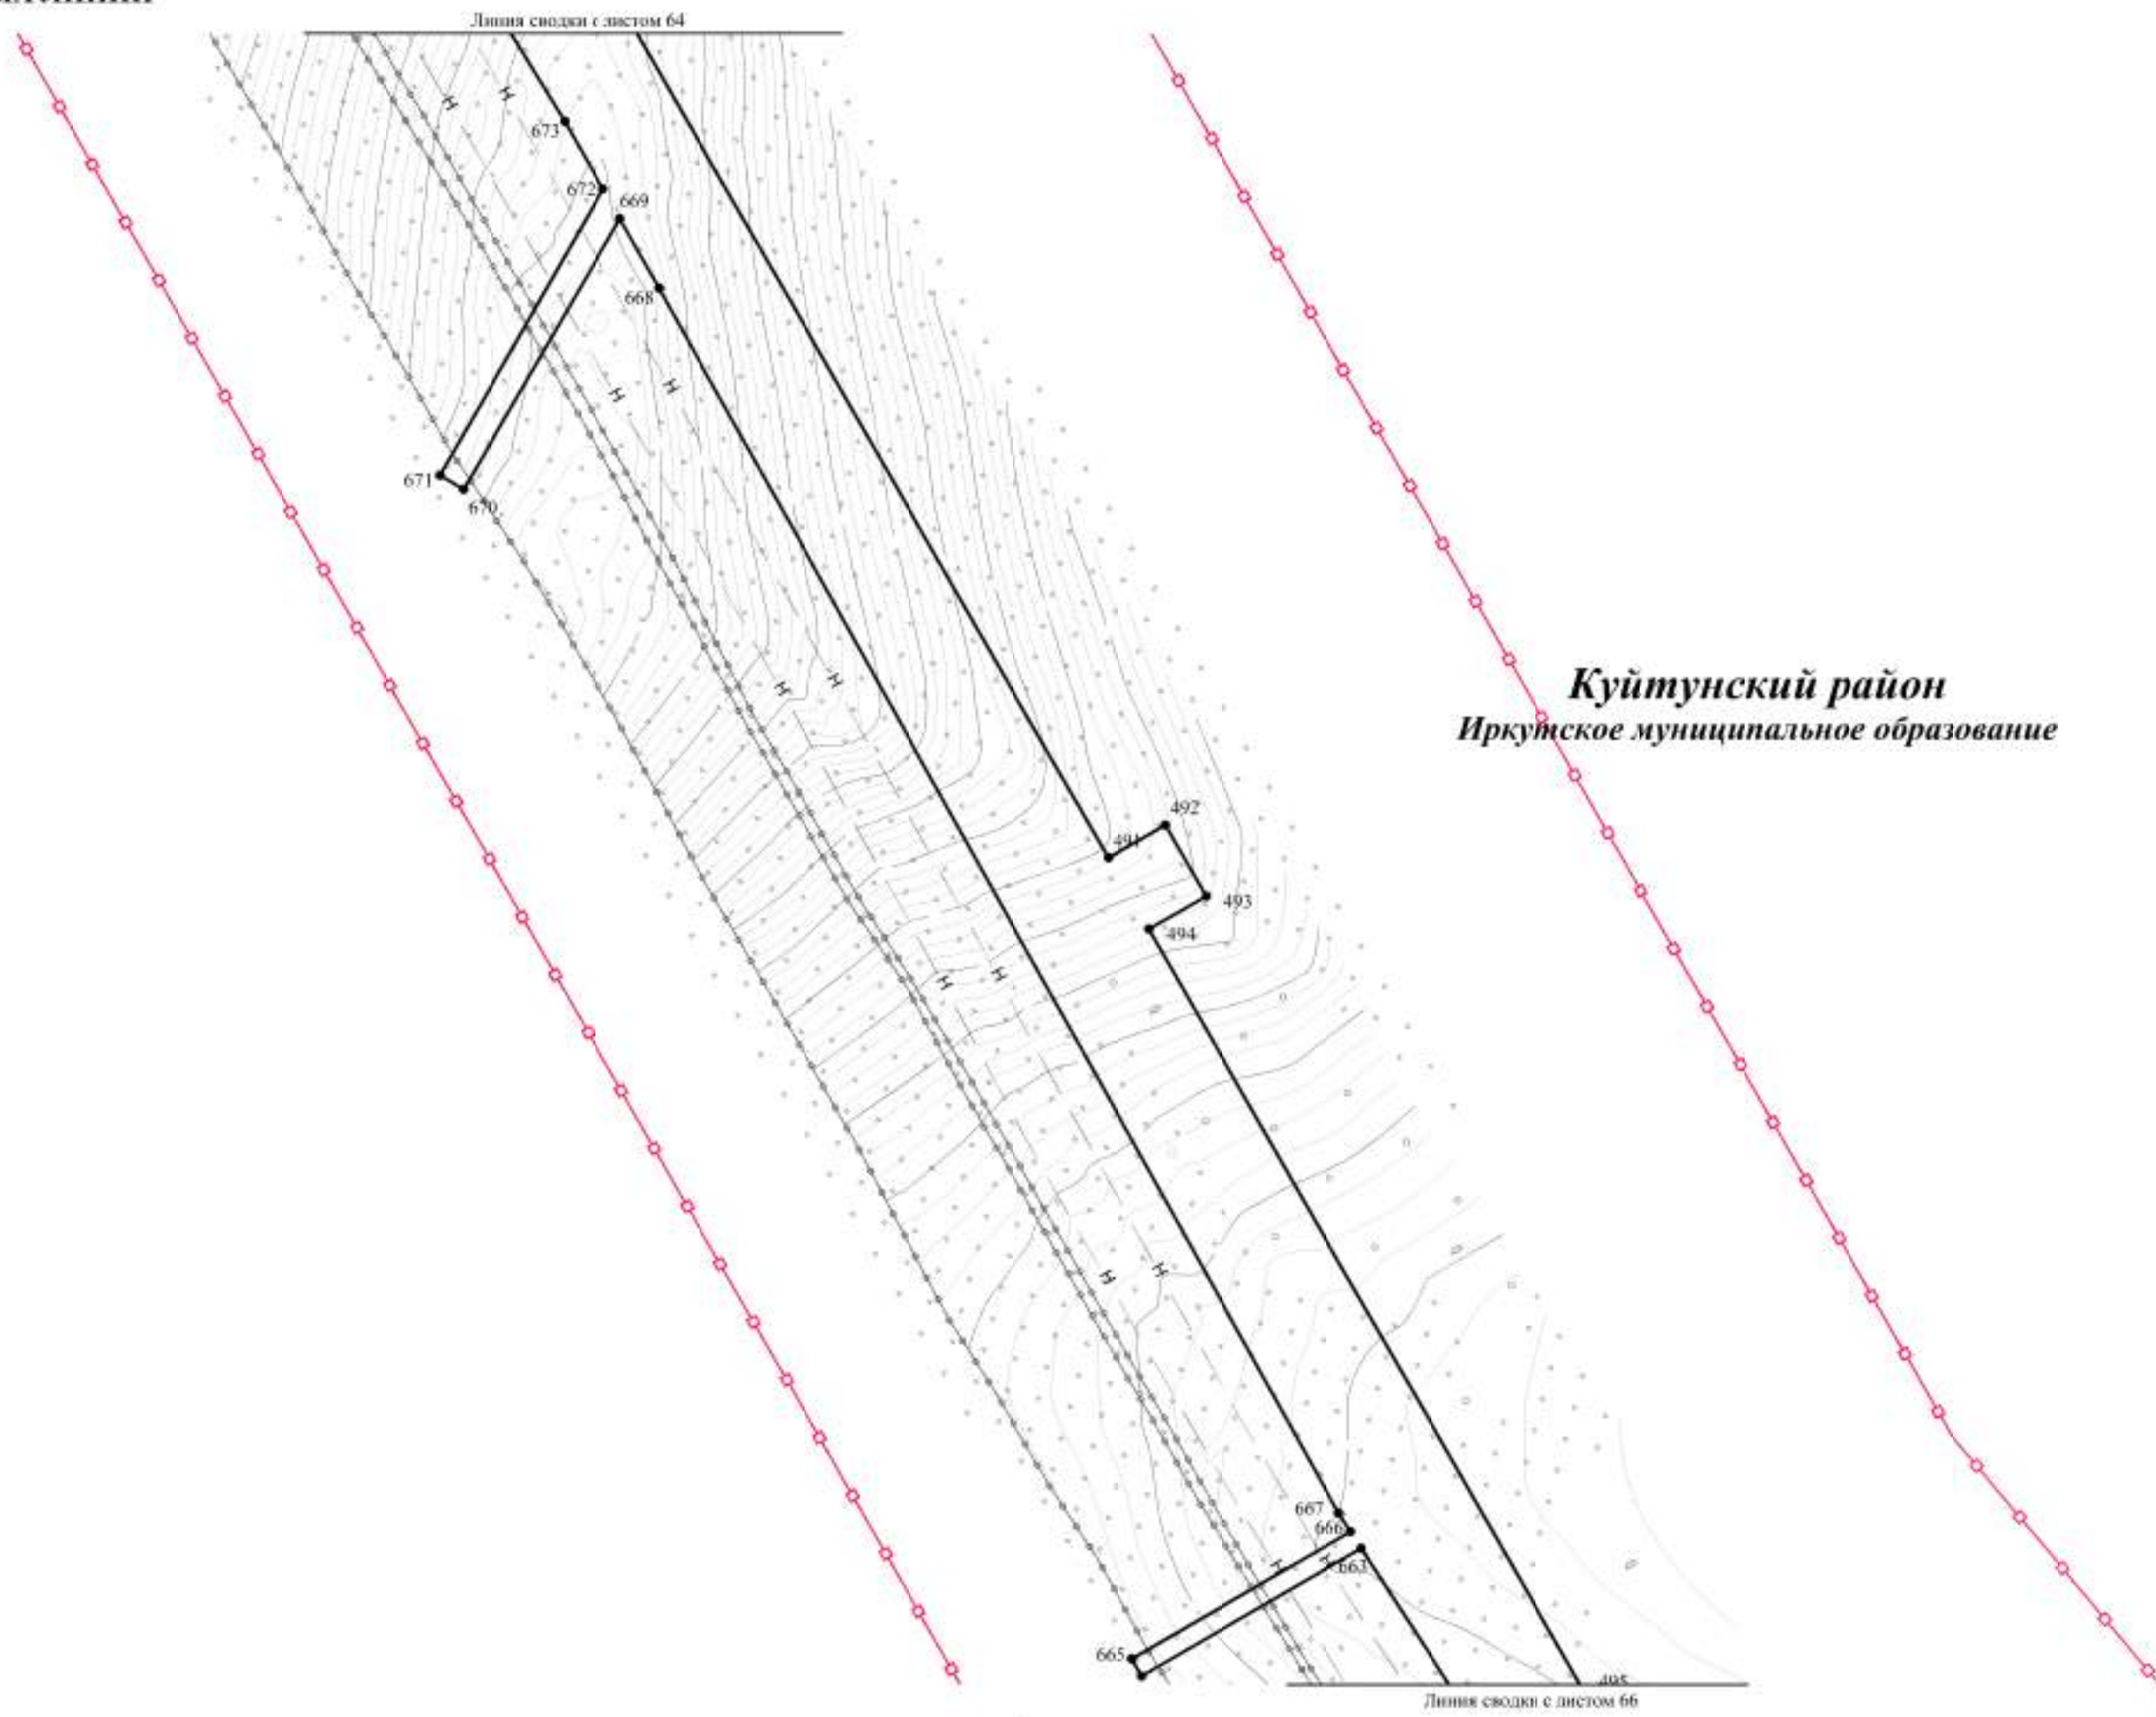 Линия сводки с листом 64
673
672
669
668
671
670
Куйтунский район
Иркутское муниципальное образование
492
491
493
494
667
666
663
665
495
Линия сводки с листом 66
Н
Н
Н
Н
Н
Н
Н
Н
Н
Н
Н